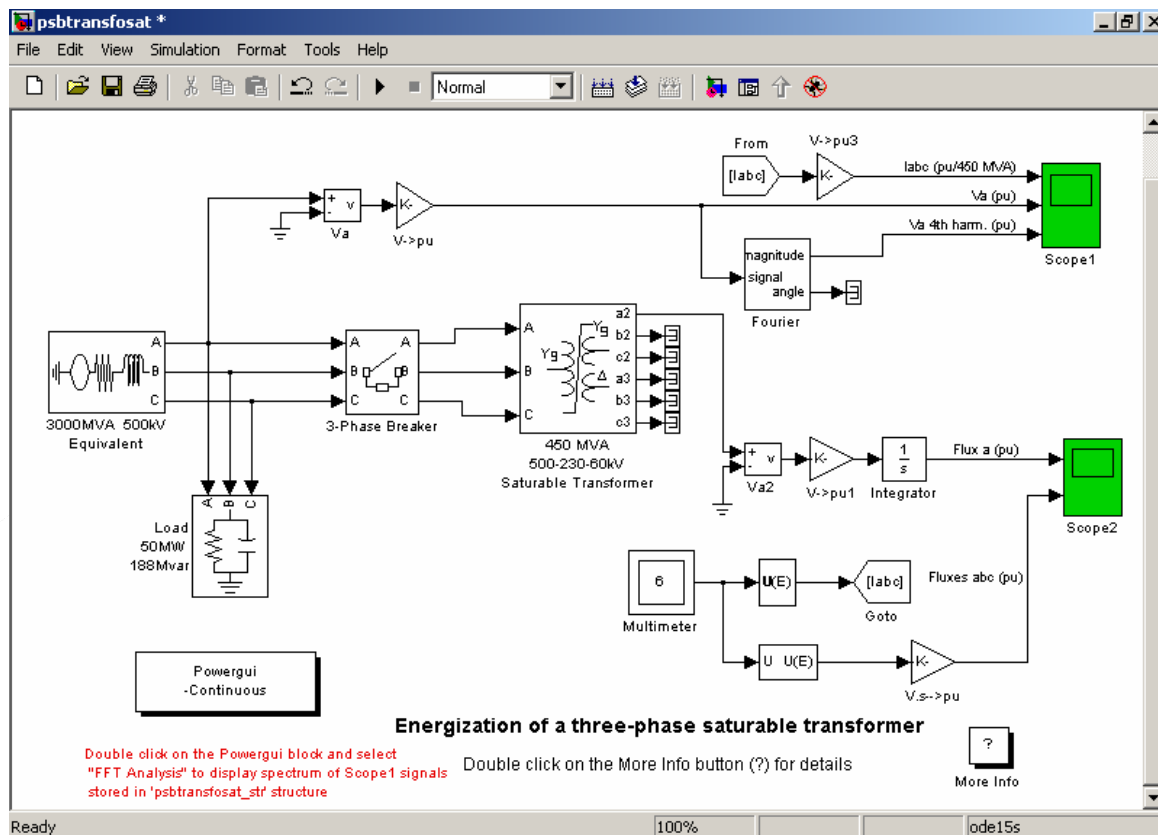 psbtransfosat *
File Edit View Simulation Format Tools Help
Normal
From
V->pu3
[Iabc]
K-
Iabc (pu/450 MVA)
+
-
v
Va
K-
V->pu
Va (pu)
Va 4th harm. (pu)
Scope1
magnitude
signal
angle
Fourier
A
B
C
3000MVA 500kV
Equivalent
A A
B B
C C
3-Phase Breaker
A
B
C
Yg
Yg
Δ
a2
b2
c2
a3
b3
c3
450 MVA
500-230-60kV
Saturable Transformer
+
-
v
Va2
K-
V->pu1
1
s
Integrator
Flux a (pu)
Scope2
A B C
Load
50MW
188Mvar
6
Multimeter
U(E)
[Iabc]
Goto
Fluxes abc (pu)
U U(E)
K-
V.s-->pu
Powergui
-Continuous
Energization of a three-phase saturable transformer
Double click on the Powergui block and select
"FFT Analysis" to display spectrum of Scope1 signals
stored in 'psbtransfosat_str' structure
Double click on the More Info button (?) for details
?
More Info
Ready
100%
ode15s